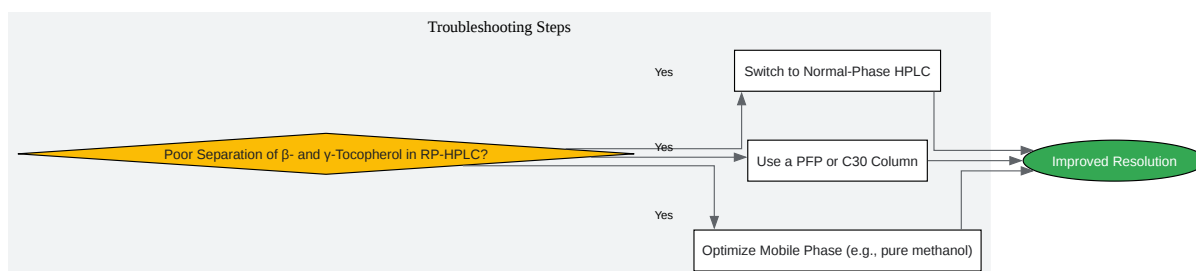 Troubleshooting Steps
Yes
Switch to Normal-Phase HPLC
Poor Separation of β- and γ-Tocopherol in RP-HPLC?
Yes
Use a PFP or C30 Column
Improved Resolution
Yes
Optimize Mobile Phase (e.g., pure methanol)